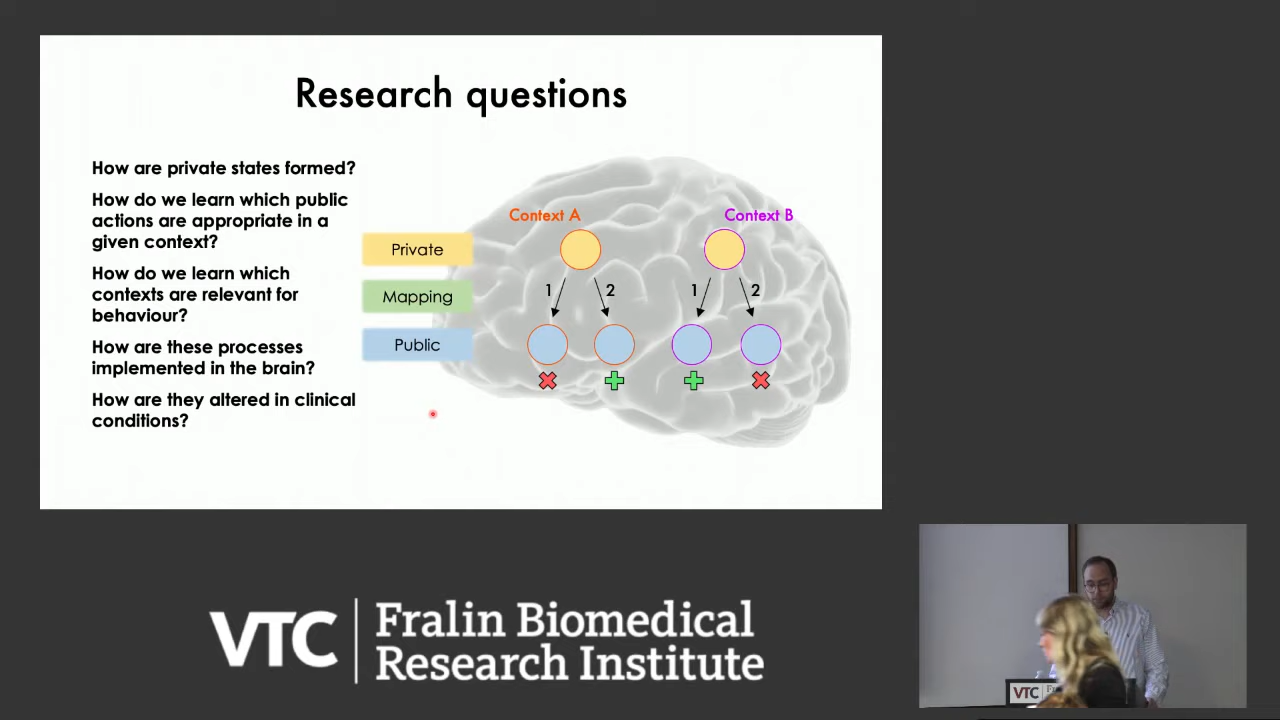 Research questions
How are private states formed?
How do we learn which public
actions are appropriate in a
given context?
How do we learn which
contexts are relevant for
behaviour?
How are these processes
implemented in the brain?
How are they altered in clinical
conditions?
Private
Mapping
Public
Context A
1
2
Context B
1
2
VTC
Fralin Biomedical
Research Institute
VTC